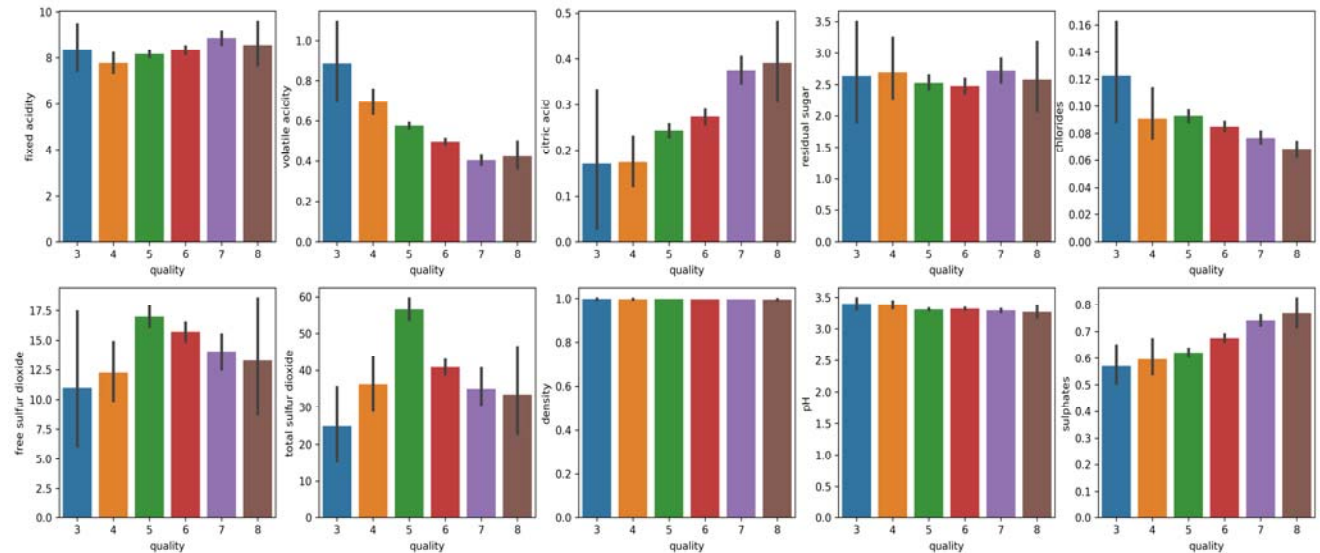 10
8
6
4
2
0
fixed acidity
3 4 5 6 7 8
quality
1.0
0.8
0.6
0.4
0.2
0.0
volatile acicity
3 4 5 6 7 8
quality
0.5
0.4
0.3
0.2
0.1
0.0
citric acid
3 4 5 6 7 8
quality
3.5
3.0
2.5
2.0
1.5
1.0
0.5
0.0
residual sugar
3 4 5 6 7 8
quality
0.16
0.14
0.12
0.10
0.08
0.06
0.04
0.02
0.00
chlorides
3 4 5 6 7 8
quality
17.5
15.0
12.5
10.0
7.5
5.0
2.5
0.0
free sulfur dioxide
3 4 5 6 7 8
quality
60
50
40
30
20
10
0
total sulfur dioxide
3 4 5 6 7 8
quality
1.0
0.8
0.6
0.4
0.2
0.0
density
3 4 5 6 7 8
quality
3.5
3.0
2.5
2.0
1.5
1.0
0.5
0.0
pH
3 4 5 6 7 8
quality
0.8
0.7
0.6
0.5
0.4
0.3
0.2
0.1
0.0
sulphates
3 4 5 6 7 8
quality